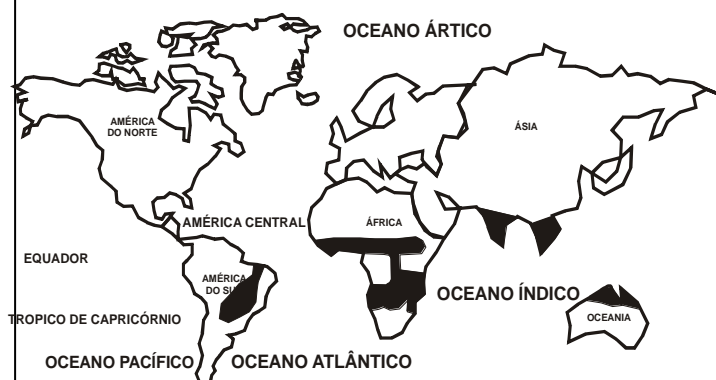 OCEANO ÁRTICO
AMÉRICA
DO NORTE
ÁSIA
AMÉRICA CENTRAL
ÁFRICA
EQUADOR
AMÉRICA
DO SU
OCEANO ÍNDICO
TROPICO DE CAPRICÓRNIO
OCEANIA
OCEANO PACÍFICO
OCEANO ATLÂNTICO